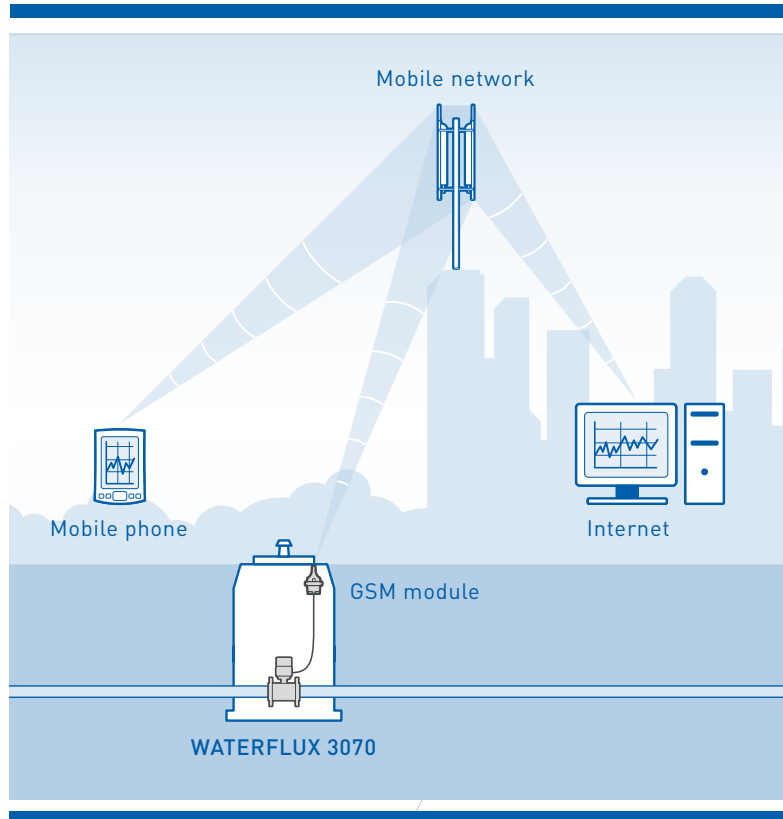 Mobile network
Mobile phone
Internet
GSM module
WATERFLUX 3070